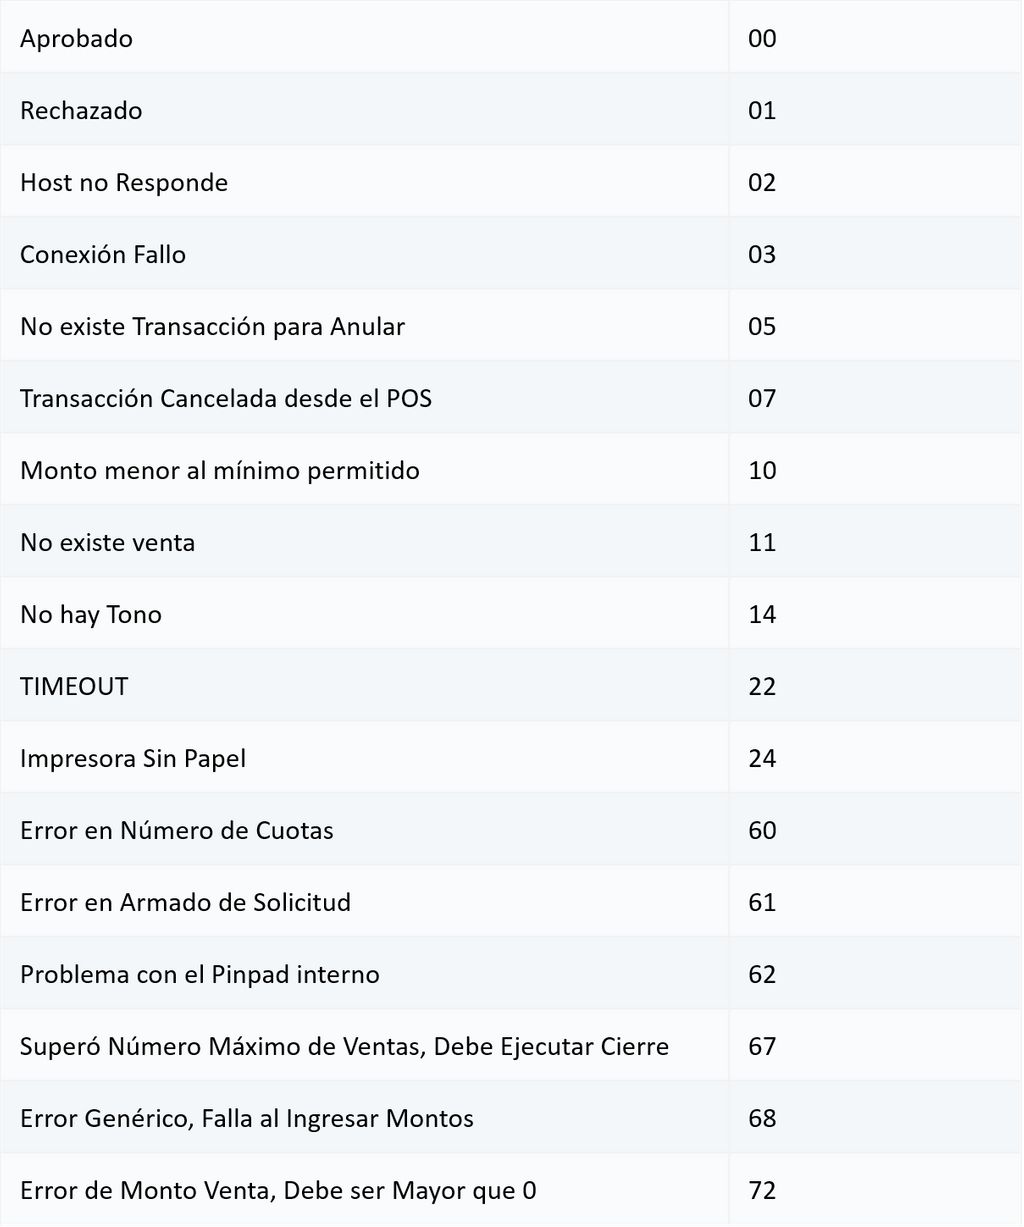 Aprobado 00
Rechazado 01
Host no Responde 02
Conexión Fallo 03
No existe Transacción para Anular 05
Transacción Cancelada desde el POS 07
Monto menor al mínimo permitido 10
No existe venta 11
No hay Tono 14
TIMEOUT 22
Impresora Sin Papel 24
Error en Número de Cuotas 60
Error en Armado de Solicitud 61
Problema con el Pinpad interno 62
Superó Número Máximo de Ventas, Debe Ejecutar Cierre 67
Error Genérico, Falla al Ingresar Montos 68
Error de Monto Venta, Debe ser Mayor que 0 72